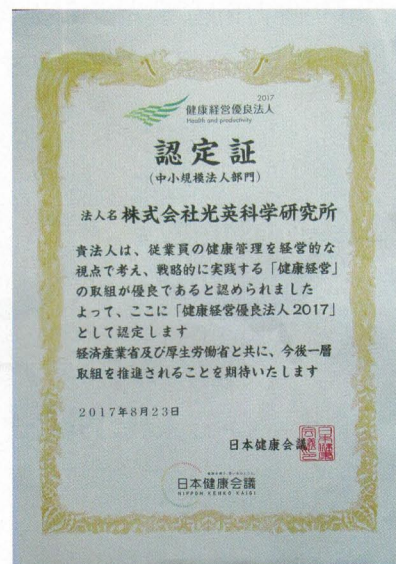 2017
健康経営優良法人
Health and productivity
認定証
(中小規模法人部門)
法人名 株式会社光英科学研究所
貴法人は、従業員の健康管理を経営的な
視点で考え、戦略的に実践する「健康経営」
の取組が優良であると認められました
よって、ここに「健康経営優良法人2017」
として認定します
経済産業省及び厚生労働省と共に、今後一層
取組を推進されることを期待いたします
2017年8月23日
日本健康会議
日本健康会議
NIPPON KENKO KAIGI